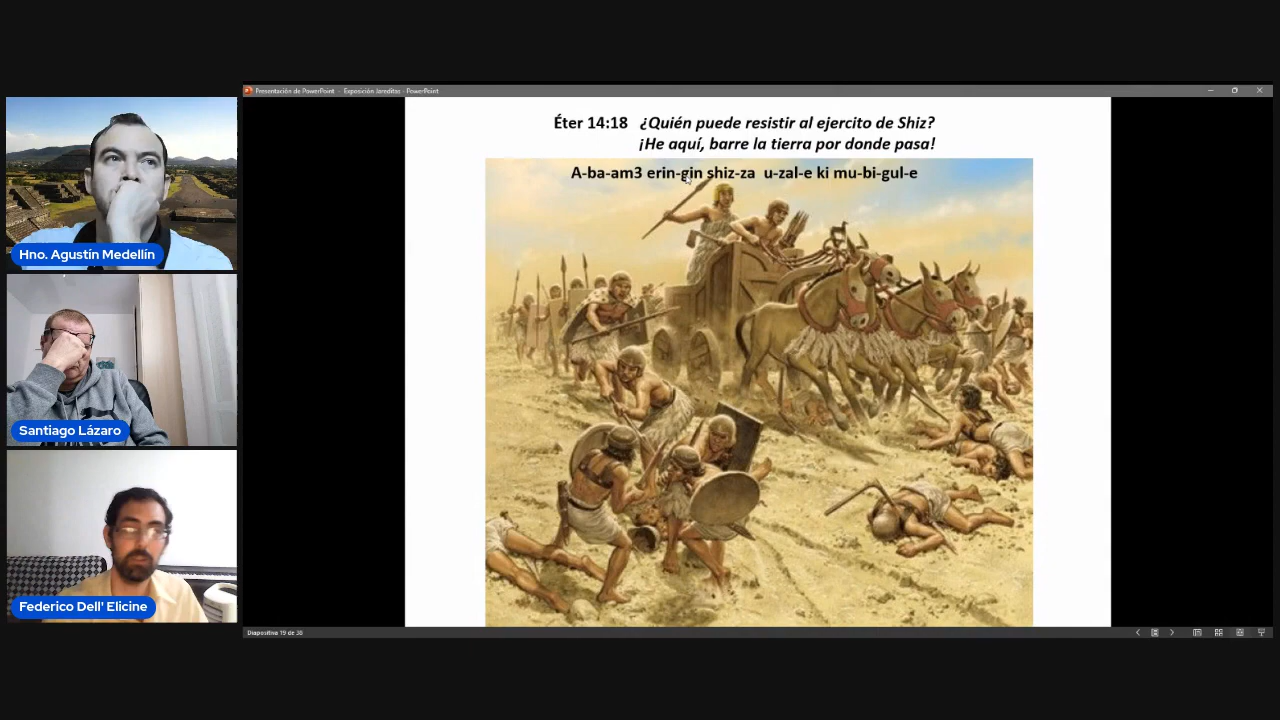 Presentación de PowerPoint - Exposición Jareditas - PowerPoint
Éter 14:18 ¿Quién puede resistir al ejercito de Shiz?
¡He aquí, barre la tierra por donde pasa!
A-ba-am3 erin-gin shiz-za u-zal-e ki mu-bi-gul-e
Hno. Agustín Medellín
Santiago Lázaro
Federico Dell' Elicine
Diapositiva 19 de 38